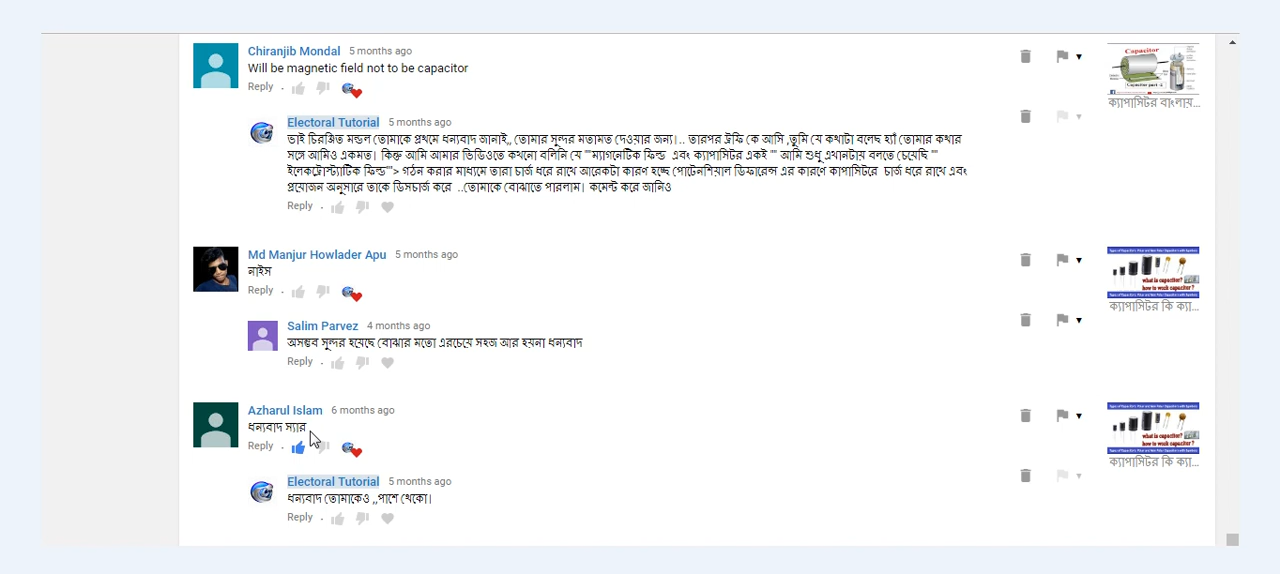 Chiranjib Mondal 5 months ago
Will be magnetic field not to be capacitor
Reply
Capacitor
Capacitor part -1
ক্যাপাসিটর বাংলায়...
Electoral Tutorial 5 months ago
ভাই চিরঞ্জিত মন্ডল তোমাকে প্রথমে ধন্যবাদ জানাই,, তোমার সুন্দর মতামত দেওয়ার জন্য।.. তারপর ট্রফি কে আসি ,তুমি যে কথাটা বলেছ হ্যাঁ তোমার কথার
সঙ্গে আমিও একমত। কিন্তু আমি আমার ভিডিওতে কখনো বলিনি যে ""ম্যাগনেটিক ফিল্ড এবং ক্যাপাসিটর একই "" আমি শুধু এখানটায় বলতে চেয়েছি ""
ইলেকট্রোস্ট্যাটিক ফিল্ড""> গঠন করার মাধ্যমে তারা চার্জ ধরে রাখে আরেকটা কারণ হচ্ছে পোটেনশিয়াল ডিফারেন্স এর কারণে কাপাসিটরে চার্জ ধরে রাখে এবং
প্রয়োজন অনুসারে তাকে ডিসচার্জ করে ..তোমাকে বোঝাতে পারলাম। কমেন্ট করে জানিও
Reply
Md Manjur Howlader Apu 5 months ago
নাইস
Reply
what is capacitor ?
how to work capacitor ?
ক্যাপাসিটর কি ক্যা...
Salim Parvez 4 months ago
অসম্ভব সুন্দর হয়েছে বোঝার মতো এরচেয়ে সহজ আর হয়না ধন্যবাদ
Reply
Azharul Islam 6 months ago
ধন্যবাদ স্যার
Reply
what is capacitor ?
how to work capacitor ?
ক্যাপাসিটর কি ক্যা...
Electoral Tutorial 5 months ago
ধন্যবাদ তোমাকেও ,,পাশে থেকো।
Reply